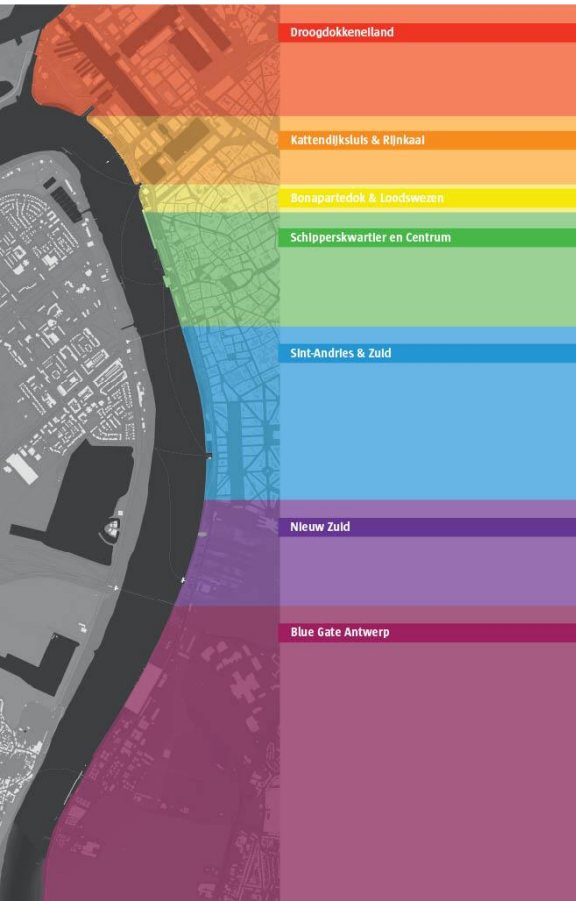 Droogdokkeneiland
Kattendijksluis & Rijnkaai
Bonapartedok & Loodswezen
Schipperskwartier en Centrum
Sint-Andries & Zuid
Nieuw Zuid
Blue Gate Antwerp